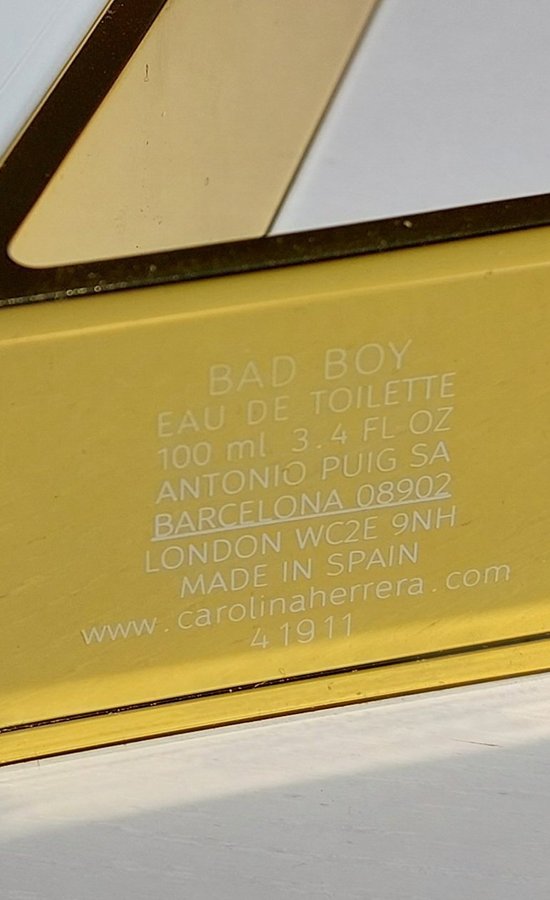 BAD BOY
EAU DE TOILETTE
100 ml 3.4 FL OZ
ANTONIO PUIG SA
BARCELONA 08902
LONDON WC2E 9NH
MADE IN SPAIN
www.carolinaherrera.com
41911